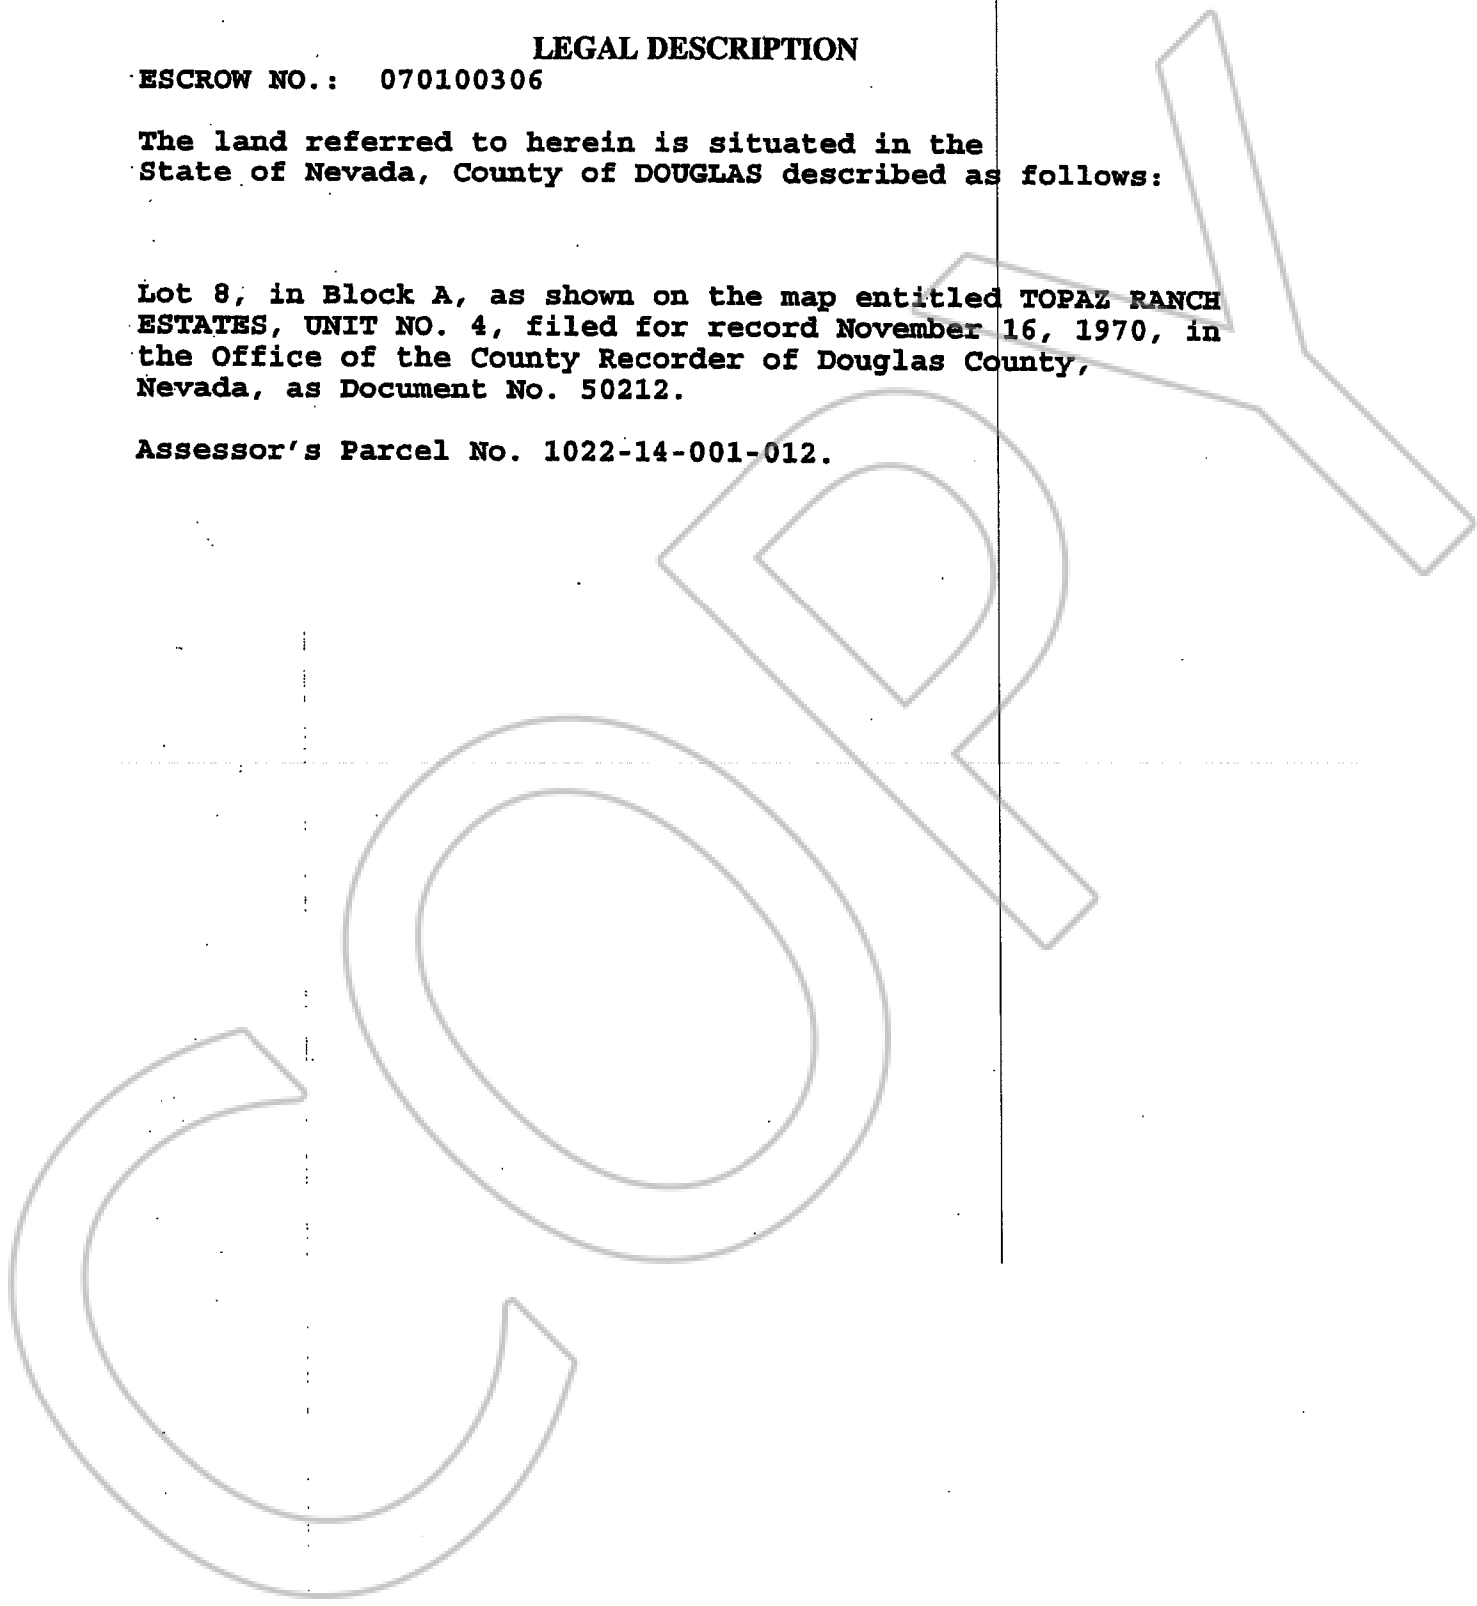 LEGAL DESCRIPTION
ESCROW NO.: 070100306
The land referred to herein is situated in the
State of Nevada, County of DOUGLAS described as follows:
Lot 8, in Block A, as shown on the map entitled TOPAZ RANCH
ESTATES, UNIT NO. 4, filed for record November 16, 1970, in
the Office of the County Recorder of Douglas County,
Nevada, as Document No. 50212.
Assessor's Parcel No. 1022-14-001-012.
COPY